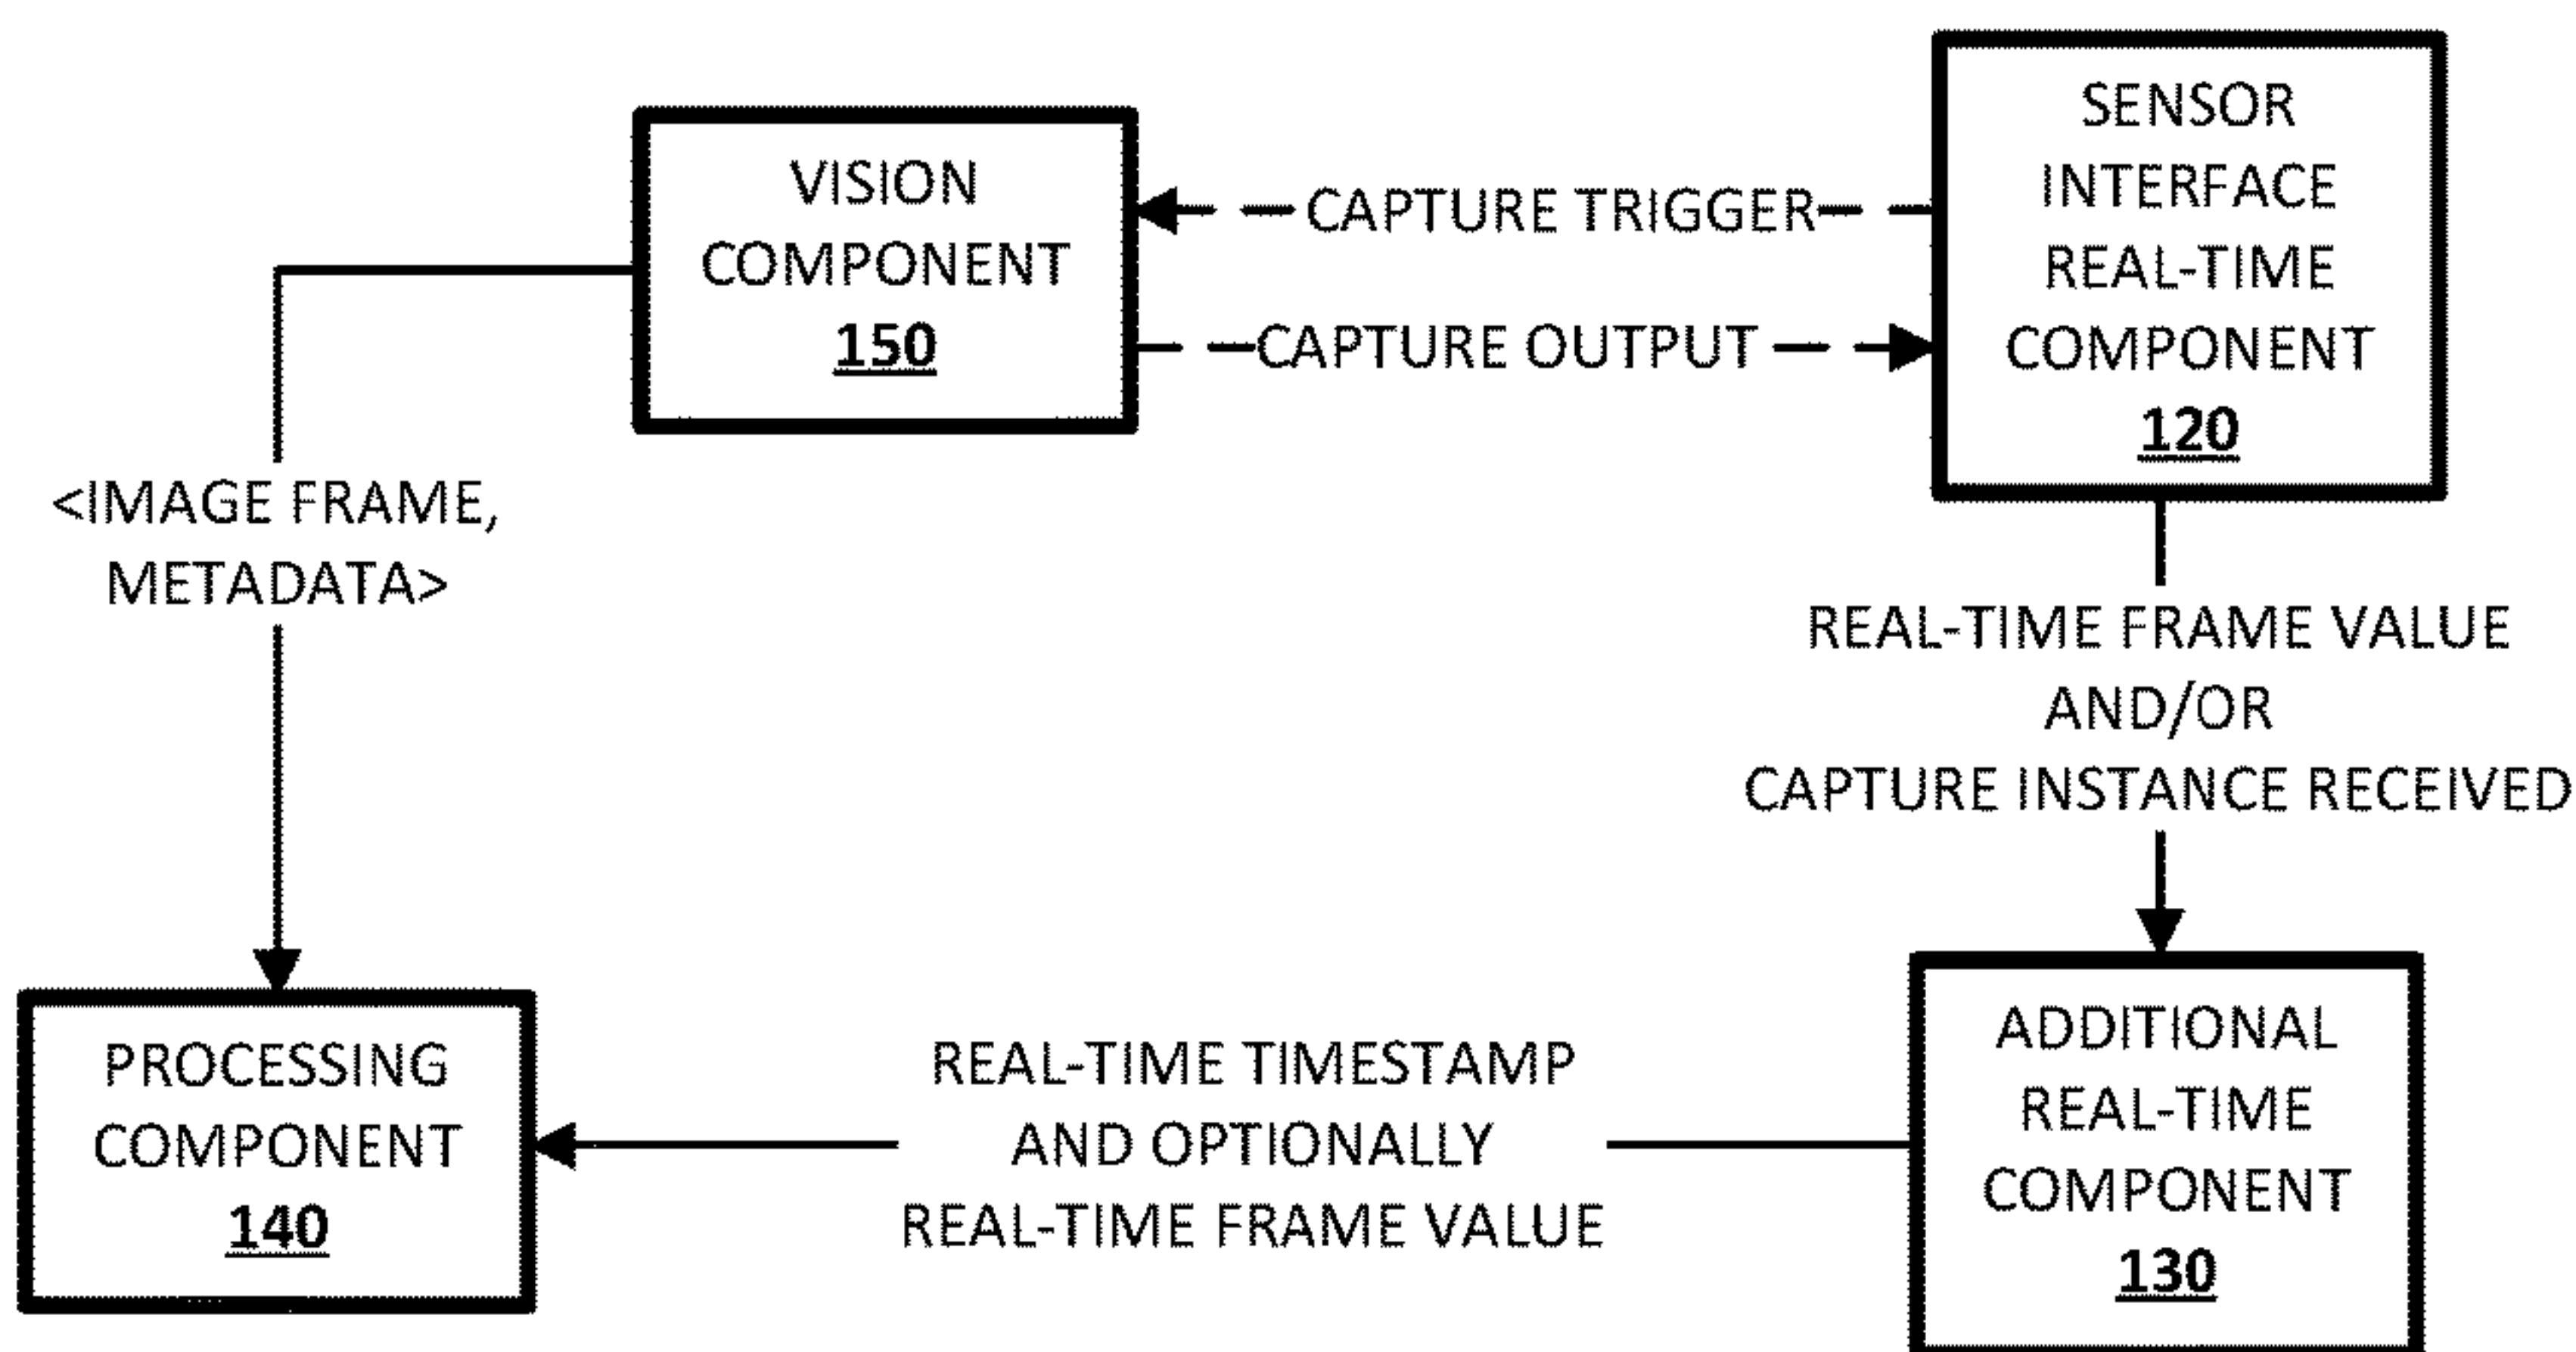 VISION
COMPONENT
150
CAPTURE TRIGGER
CAPTURE OUTPUT
SENSOR
INTERFACE
REAL-TIME
COMPONENT
120
<IMAGE FRAME,
METADATA>
REAL-TIME FRAME VALUE
AND/OR
CAPTURE INSTANCE RECEIVED
PROCESSING
COMPONENT
140
REAL-TIME TIMESTAMP
AND OPTIONALLY
REAL-TIME FRAME VALUE
ADDITIONAL
REAL-TIME
COMPONENT
130